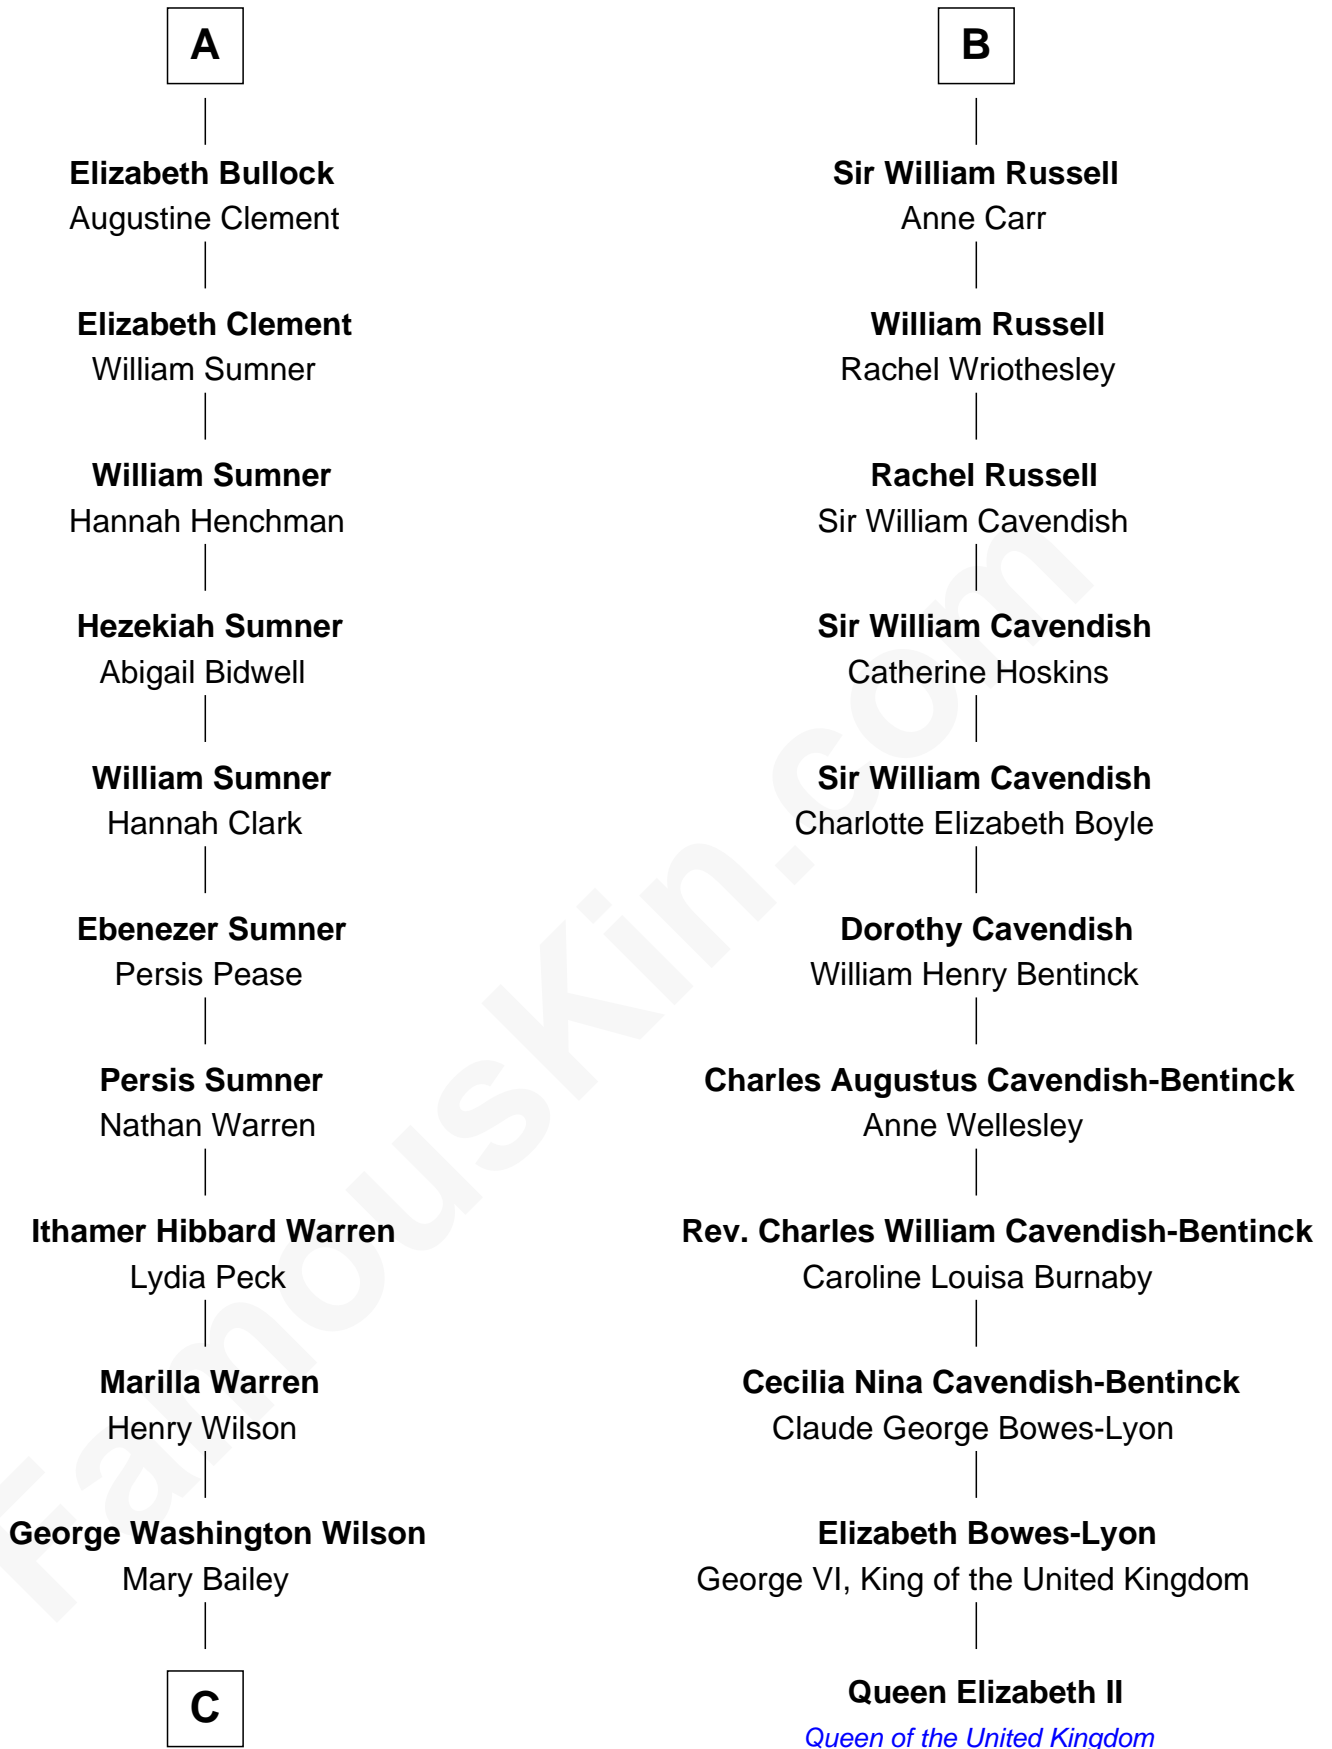 A
Elizabeth Bullock
Augustine Clement
Elizabeth Clement
William Sumner
William Sumner
Hannah Henchman
Hezekiah Sumner
Abigail Bidwell
William Sumner
Hannah Clark
Ebenezer Sumner
Persis Pease
Persis Sumner
Nathan Warren
Ithamer Hibbard Warren
Lydia Peck
Marilla Warren
Henry Wilson
George Washington Wilson
Mary Bailey
C
B
Sir William Russell
Anne Carr
William Russell
Rachel Wriothesley
Rachel Russell
Sir William Cavendish
Sir William Cavendish
Catherine Hoskins
Sir William Cavendish
Charlotte Elizabeth Boyle
Dorothy Cavendish
William Henry Bentinck
Charles Augustus Cavendish-Bentinck
Anne Wellesley
Rev. Charles William Cavendish-Bentinck
Caroline Louisa Burnaby
Cecilia Nina Cavendish-Bentinck
Claude George Bowes-Lyon
Elizabeth Bowes-Lyon
George VI, King of the United Kingdom
Queen Elizabeth II
Queen of the United Kingdom
FamousKin.com